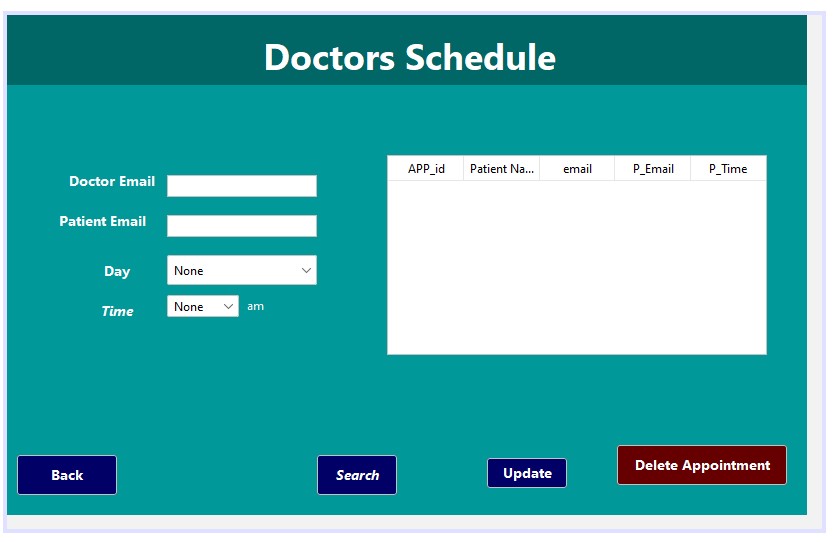 Doctors Schedule
APP_id Patient Na... email P_Email P_Time
Doctor Email
Patient Email
Day None
Time None am
Back Search Update Delete Appointment